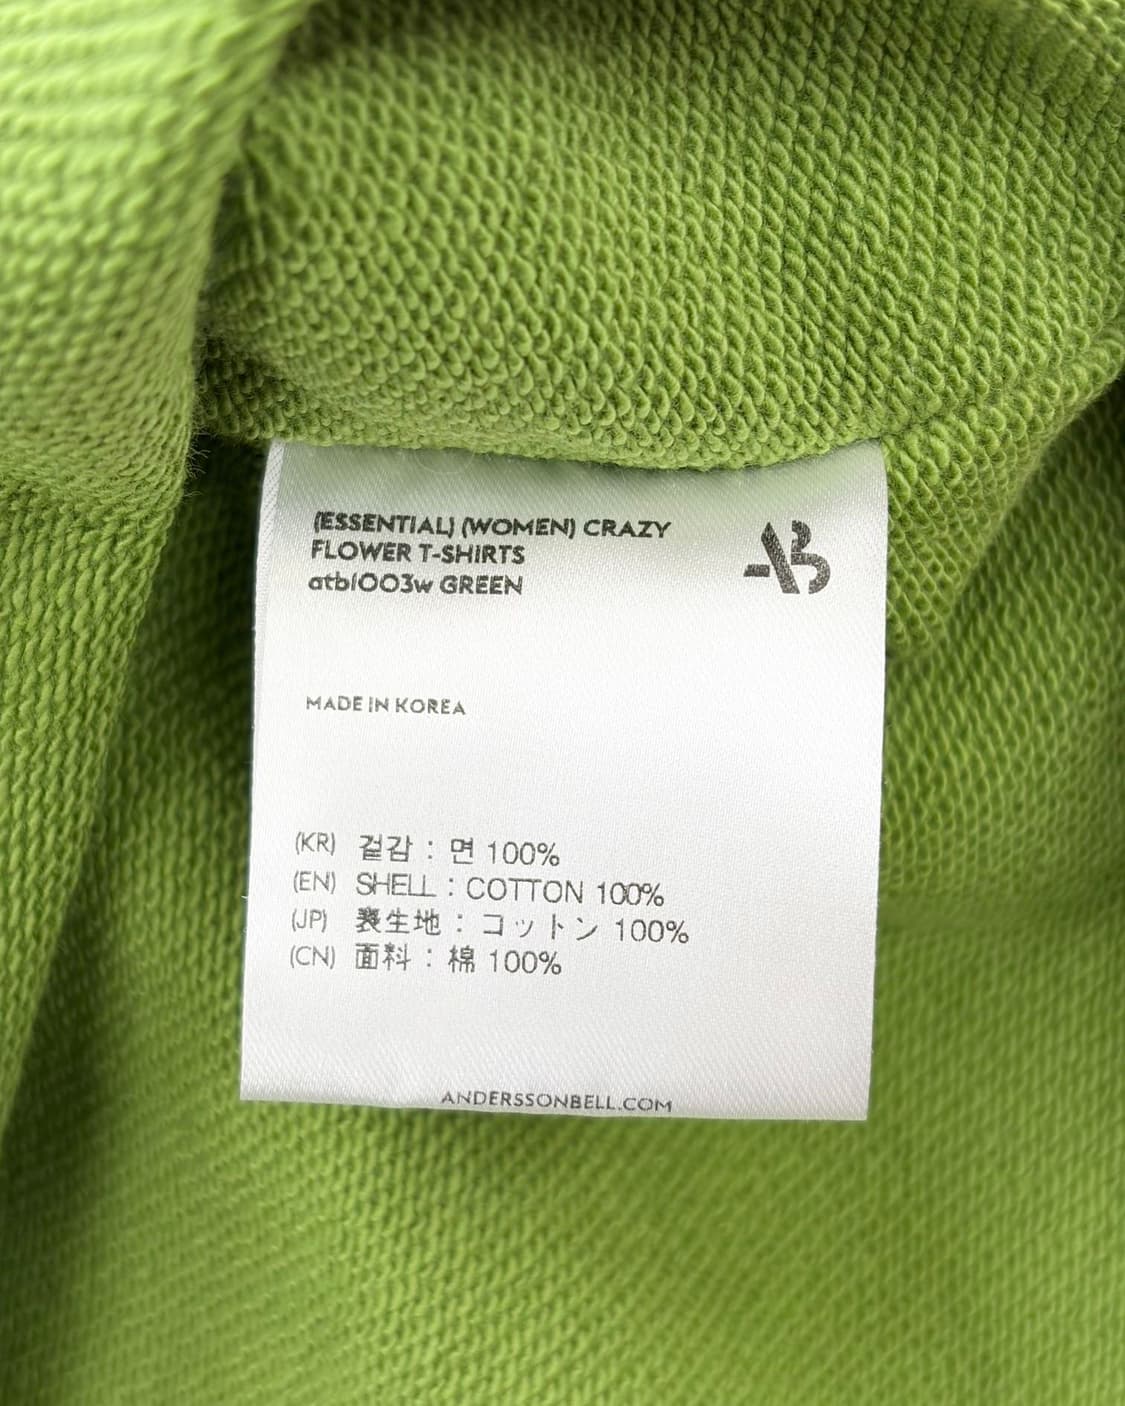 (ESSENTIAL) (WOMEN) CRAZY
FLOWER T-SHIRTS
atb1003w GREEN
AB
MADE IN KOREA
(KR) 겉감 : 면 100%
(EN) SHELL : COTTON 100%
(JP) 表生地 : コットン 100%
(CN) 面料 : 棉 100%
ANDERSSONBELL.COM